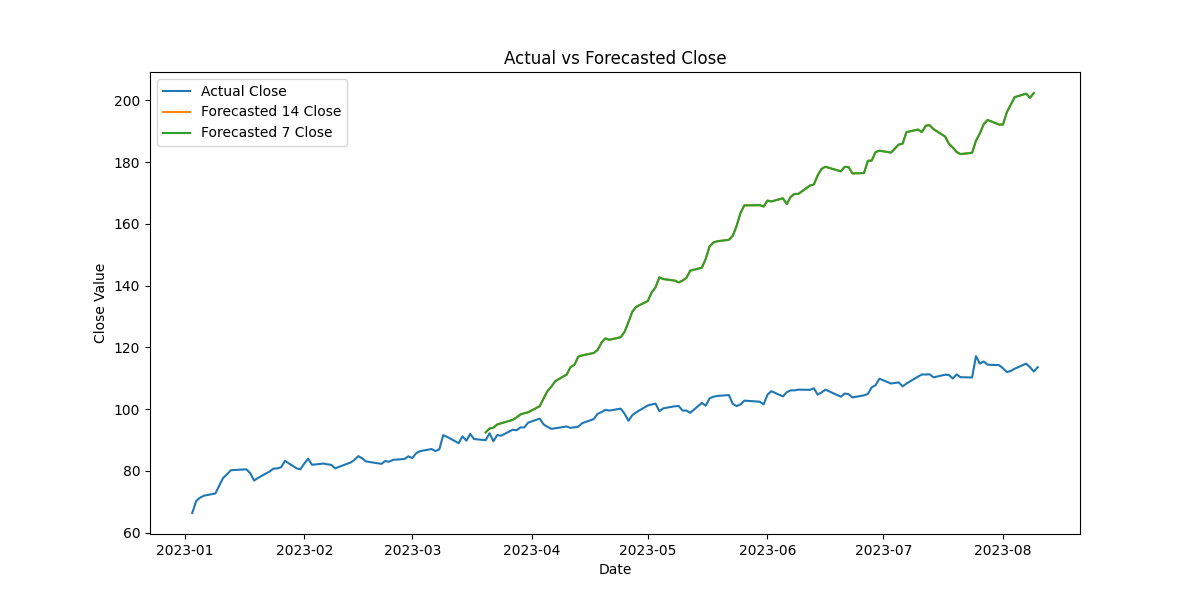 Actual vs Forecasted Close
Actual Close
Forecasted 14 Close
Forecasted 7 Close
Close Value
200
180
160
140
120
100
80
60
2023-01
2023-02
2023-03
2023-04
2023-05
2023-06
2023-07
2023-08
Date